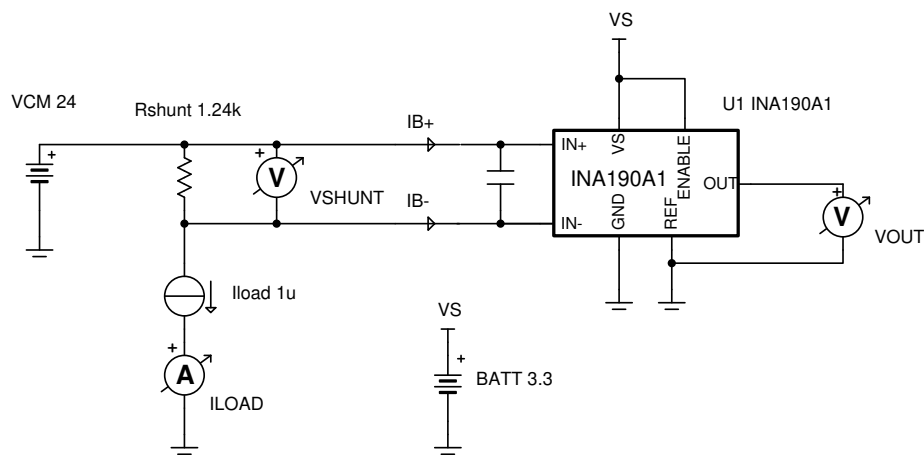 VS
VCM 24
Rshunt 1.24k
U1 INA190A1
IB+
+
+
+
IN+
VS
ENABLE
V
INA190A1
OUT
VSHUNT
V
IB-
IN-
GND
REF
VOUT
Iload 1u
VS
+
+
A
BATT 3.3
ILOAD